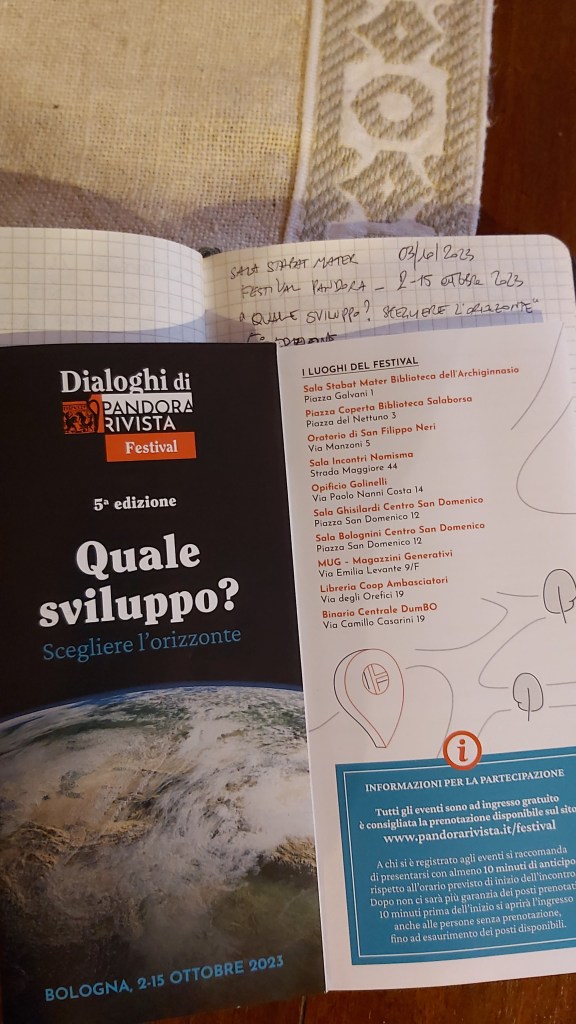 SALA STABAT MATER 03/10/2023
FESTIVAL PANDORA - 2-15 OTTOBRE 2023
"QUALE SVILUPPO? SCEGLIERE L'ORIZZONTE"
Dialoghi di
PANDORA
RIVISTA
Festival
5ª edizione
Quale
sviluppo?
Scegliere l'orizzonte
BOLOGNA, 2-15 OTTOBRE 2023
I LUOGHI DEL FESTIVAL
Sala Stabat Mater Biblioteca dell'Archiginnasio
Piazza Galvani 1
Piazza Coperta Biblioteca Salaborsa
Piazza del Nettuno 3
Oratorio di San Filippo Neri
Via Manzoni 5
Sala Incontri Nomisma
Strada Maggiore 44
Opificio Golinelli
Via Paolo Nanni Costa 14
Sala Ghisilardi Centro San Domenico
Piazza San Domenico 12
Sala Bolognini Centro San Domenico
Piazza San Domenico 12
MUG - Magazzini Generativi
Via Emilia Levante 9/F
Libreria Coop Ambasciatori
Via degli Orefici 19
Binario Centrale DumBO
Via Camillo Casarini 19
i
INFORMAZIONI PER LA PARTECIPAZIONE
Tutti gli eventi sono ad ingresso gratuito
è consigliata la prenotazione disponibile sul sito
www.pandorarivista.it/festival
A chi si è registrato agli eventi si raccomanda
di presentarsi con almeno 10 minuti di anticipo
rispetto all'orario previsto di inizio dell'incontro.
Dopo non ci sarà più garanzia dei posti prenotati
10 minuti prima dell'inizio si aprirà l'ingresso
anche alle persone senza prenotazione,
fino ad esaurimento dei posti disponibili.